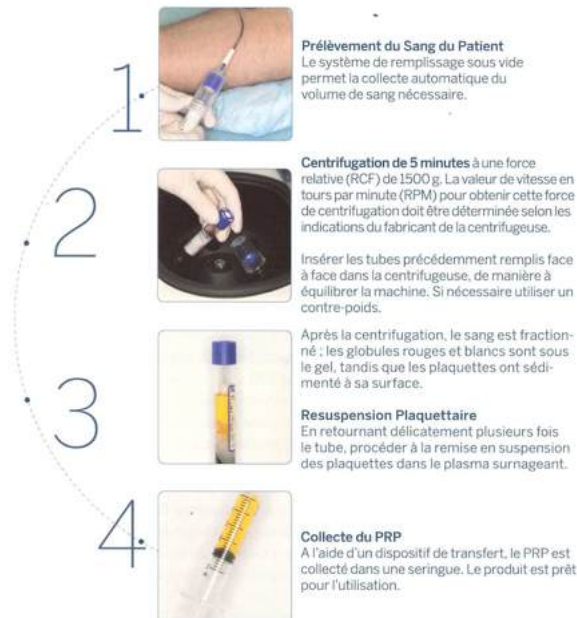 1
Prélèvement du Sang du Patient
Le système de remplissage sous vide
permet la collecte automatique du
volume de sang nécessaire.
2
Centrifugation de 5 minutes à une force
relative (RCF) de 1500 g. La valeur de vitesse en
tours par minute (RPM) pour obtenir cette force
de centrifugation doit être déterminée selon les
indications du fabricant de la centrifugeuse.
Insérer les tubes précédemment remplis face
à face dans la centrifugeuse, de manière à
équilibrer la machine. Si nécessaire utiliser un
contre-poids.
3
Après la centrifugation, le sang est fraction-
né ; les globules rouges et blancs sont sous
le gel, tandis que les plaquettes ont sédi-
menté à sa surface.
Resuspension Plaquettaire
En retournant délicatement plusieurs fois
le tube, procéder à la remise en suspension
des plaquettes dans le plasma surnageant.
4
Collecte du PRP
A l'aide d'un dispositif de transfert, le PRP est
collecté dans une seringue. Le produit est prêt
pour l'utilisation.